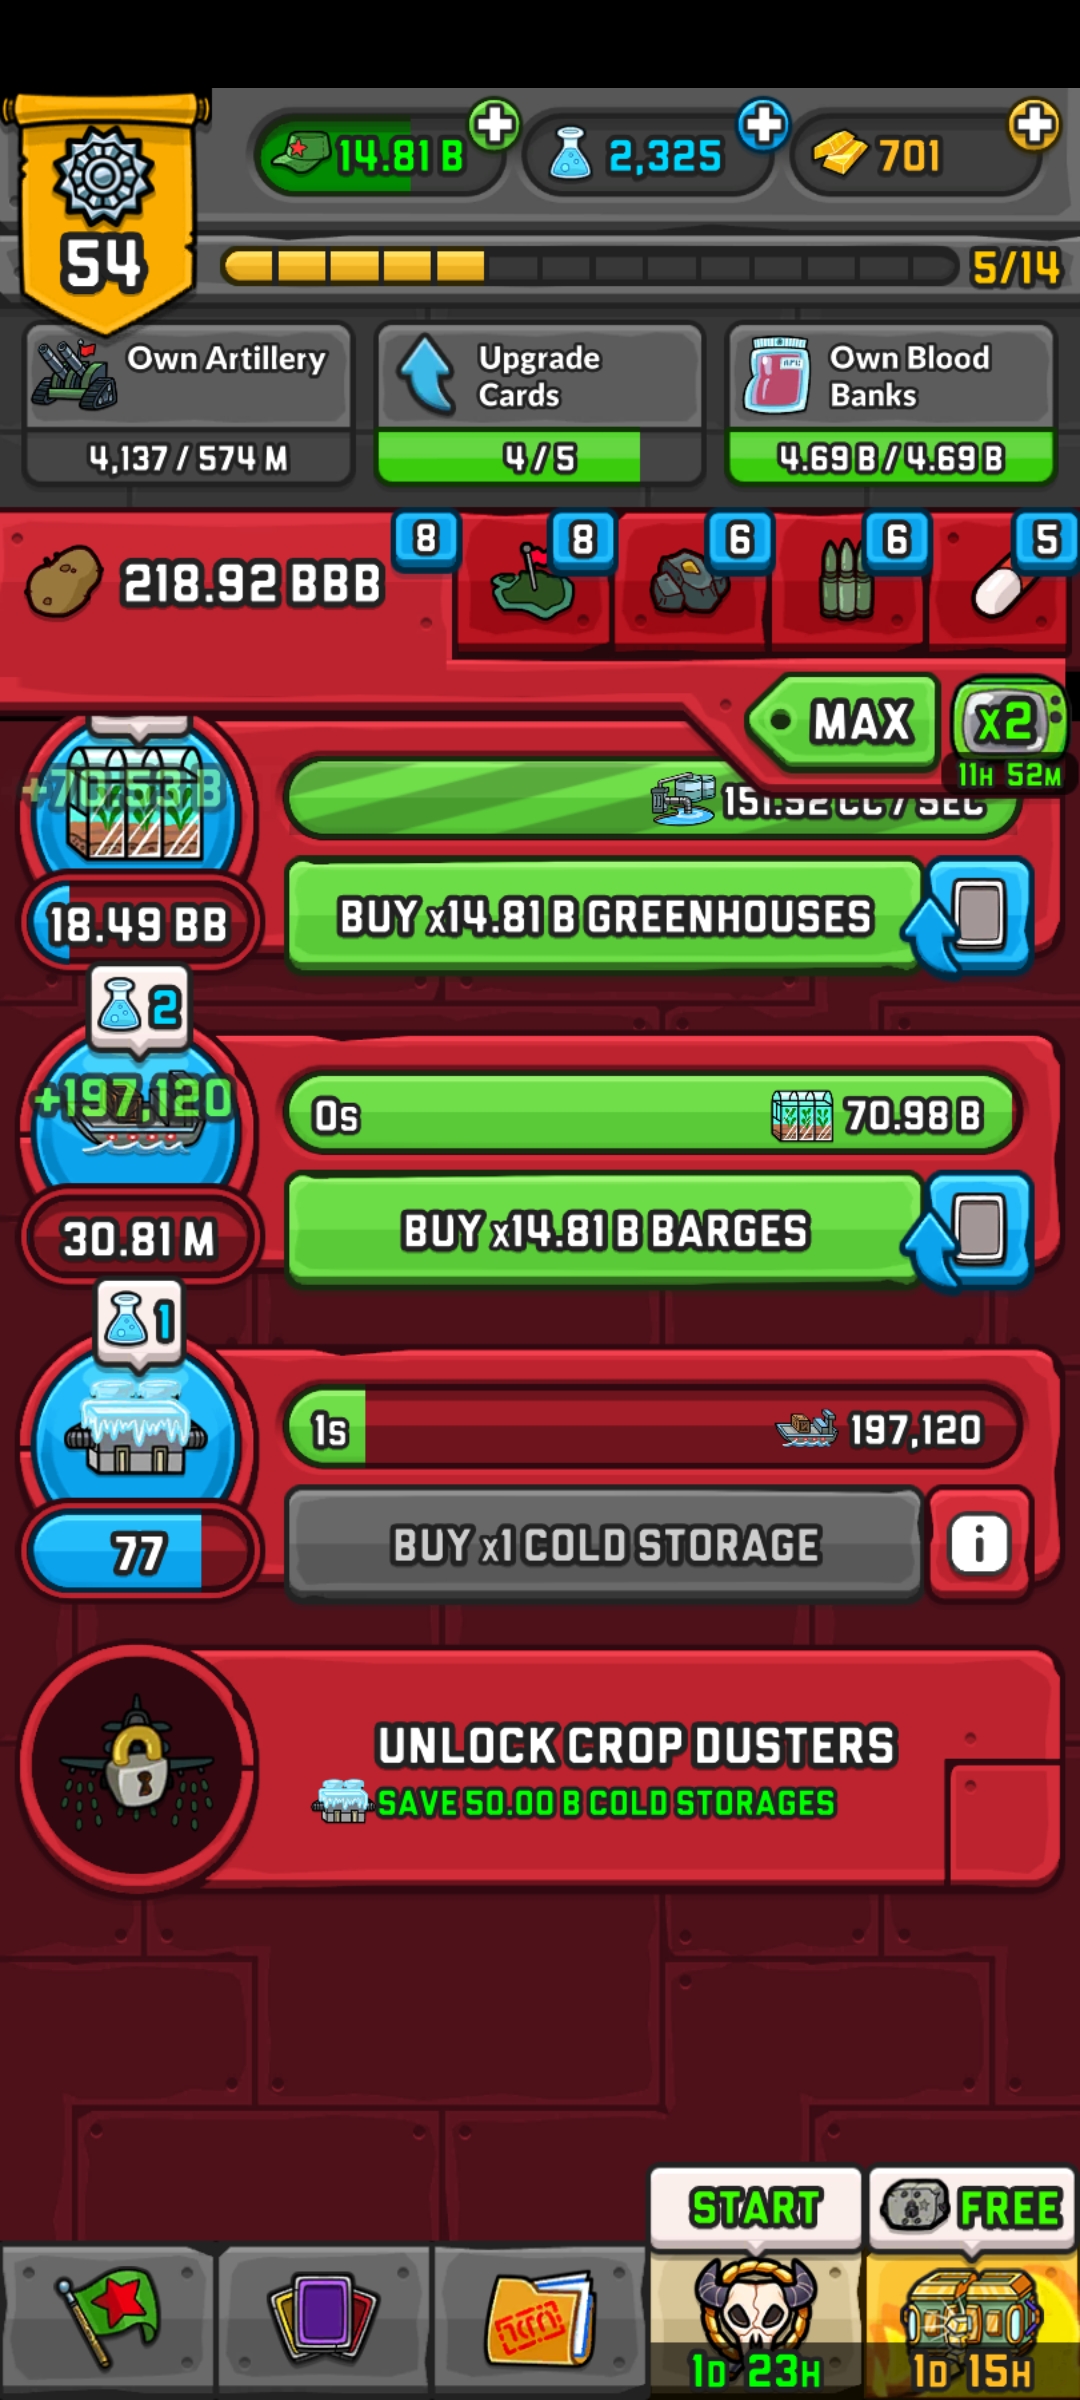 54
14.81 B
2,325
701
5/14
Own Artillery
4,137 / 574 M
Upgrade
Cards
4 / 5
Own Blood
Banks
4.69 B / 4.69 B
218.92 BBB
8
8
6
6
5
MAX
x2
11H 52M
+70.53 B
151.52 CC / SEC
18.49 BB
BUY x14.81 B GREENHOUSES
2
+197,120
0s
70.98 B
30.81 M
BUY x14.81 B BARGES
1
1s
197,120
77
BUY x1 COLD STORAGE
i
UNLOCK CROP DUSTERS
SAVE 50.00 B COLD STORAGES
START
FREE
1D 23H
1D 15H